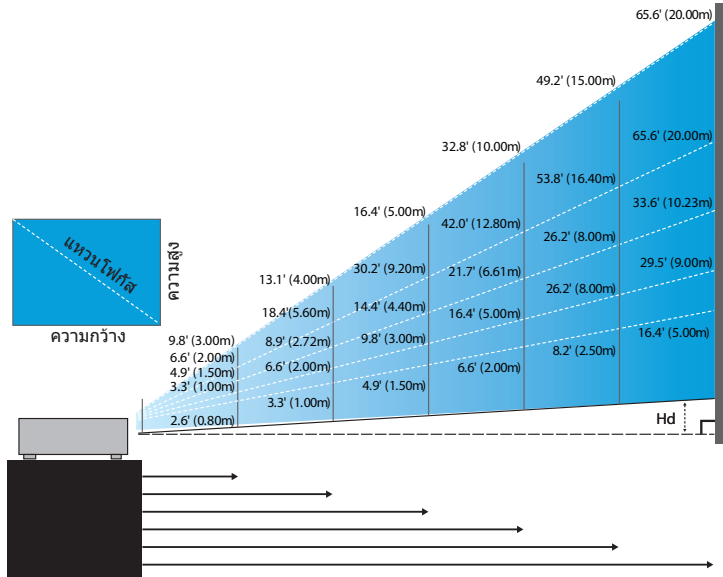 65.6' (20.00m)
49.2' (15.00m)
65.6' (20.00m)
32.8' (10.00m)
53.8' (16.40m)
33.6' (10.23m)
16.4' (5.00m)
42.0' (12.80m)
26.2' (8.00m)
29.5' (9.00m)
13.1' (4.00m)
30.2' (9.20m)
21.7' (6.61m)
26.2' (8.00m)
18.4'(5.60m)
14.4' (4.40m)
16.4' (5.00m)
16.4' (5.00m)
9.8' (3.00m)
8.9' (2.72m)
9.8' (3.00m)
8.2' (2.50m)
6.6' (2.00m)
6.6' (2.00m)
6.6' (2.00m)
4.9' (1.50m)
4.9' (1.50m)
3.3' (1.00m)
3.3' (1.00m)
2.6' (0.80m)
แหวนโฟกัส
ความสูง
ความกว้าง
Hd